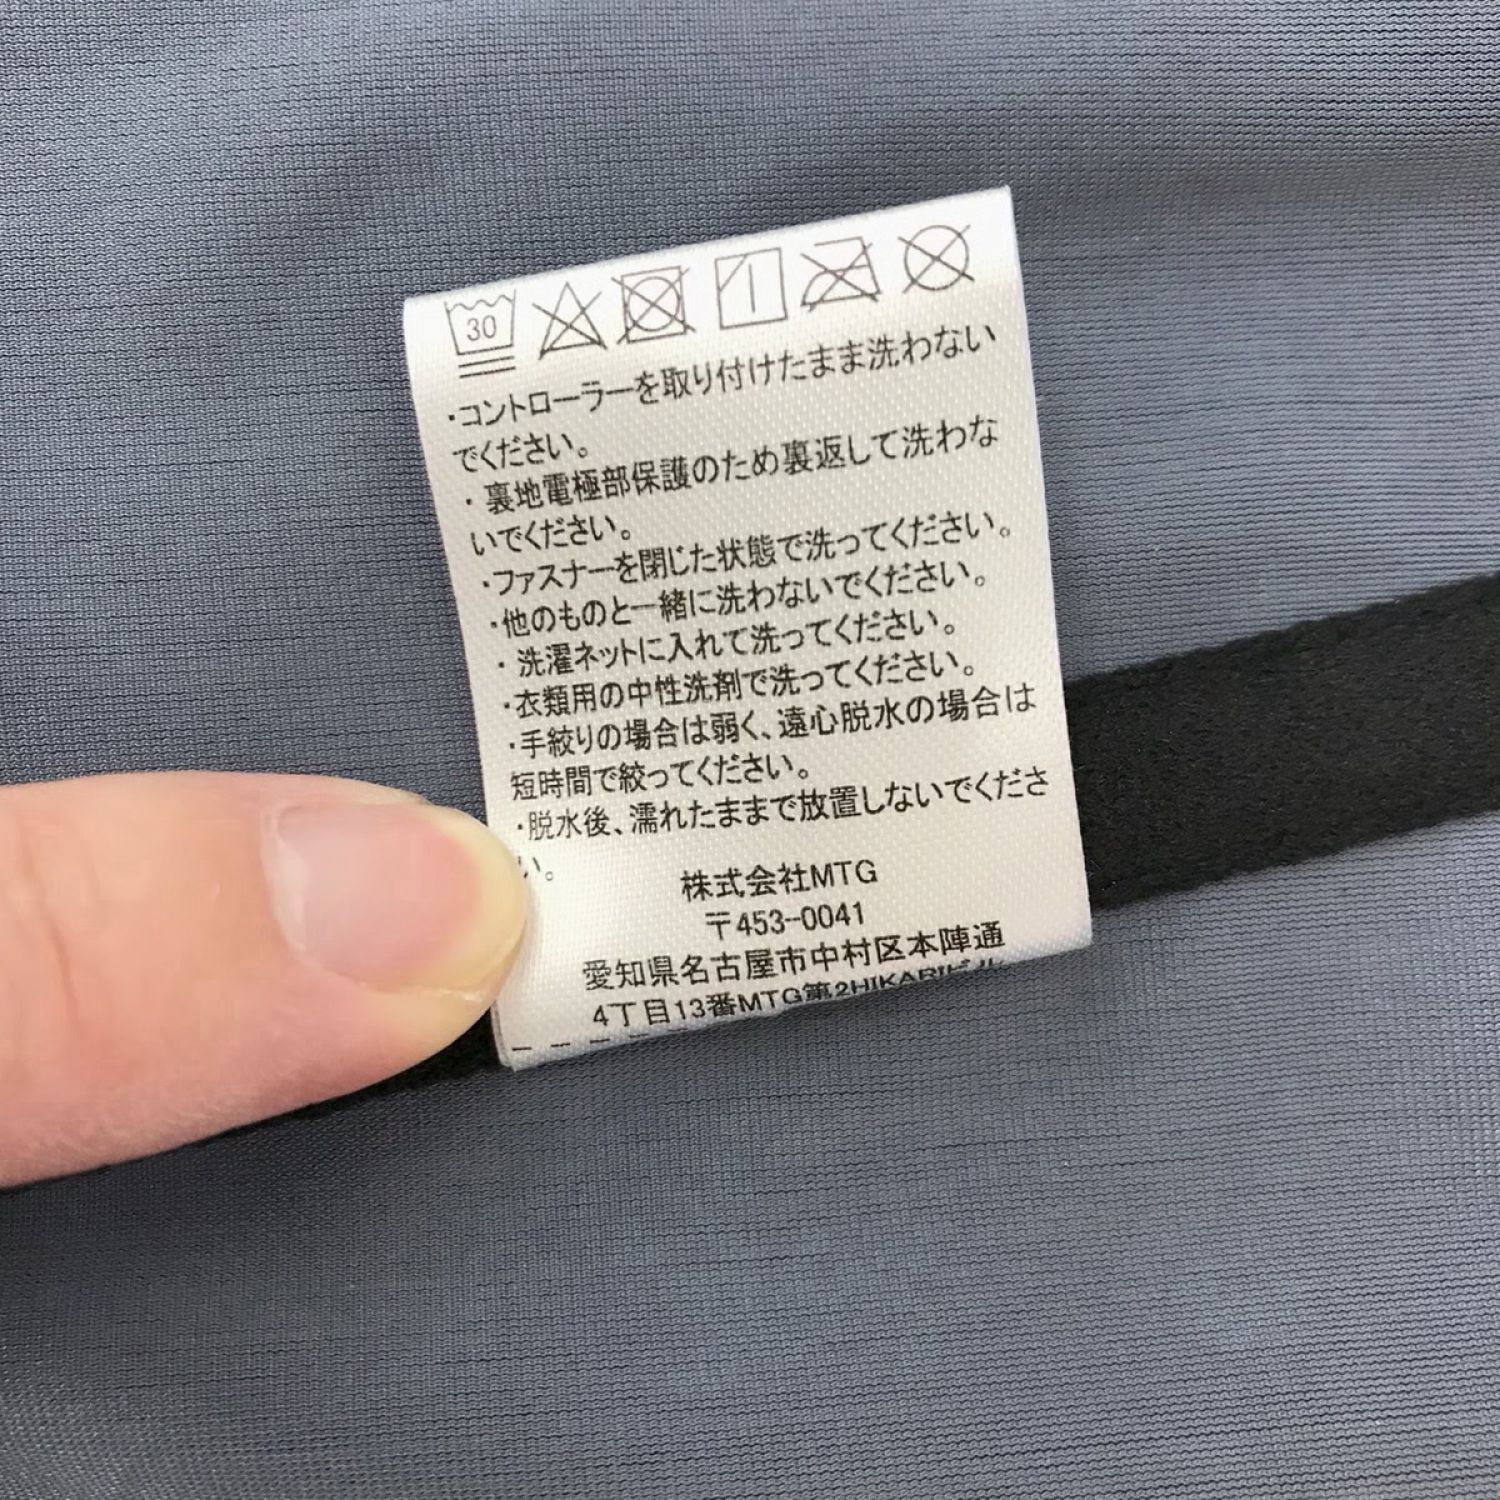 30
・コントローラーを取り付けたまま洗わない
でください。
・裏地電極部保護のため裏返して洗わな
いでください。
・ファスナーを閉じた状態で洗ってください。
・他のものと一緒に洗わないでください。
・洗濯ネットに入れて洗ってください。
・衣類用の中性洗剤で洗ってください。
・手絞りの場合は弱く、遠心脱水の場合は
短時間で絞ってください。
・脱水後、濡れたままで放置しないでくださ
い。
株式会社MTG
〒453-0041
愛知県名古屋市中村区本陣通
4丁目13番MTG第2HIKARIビル